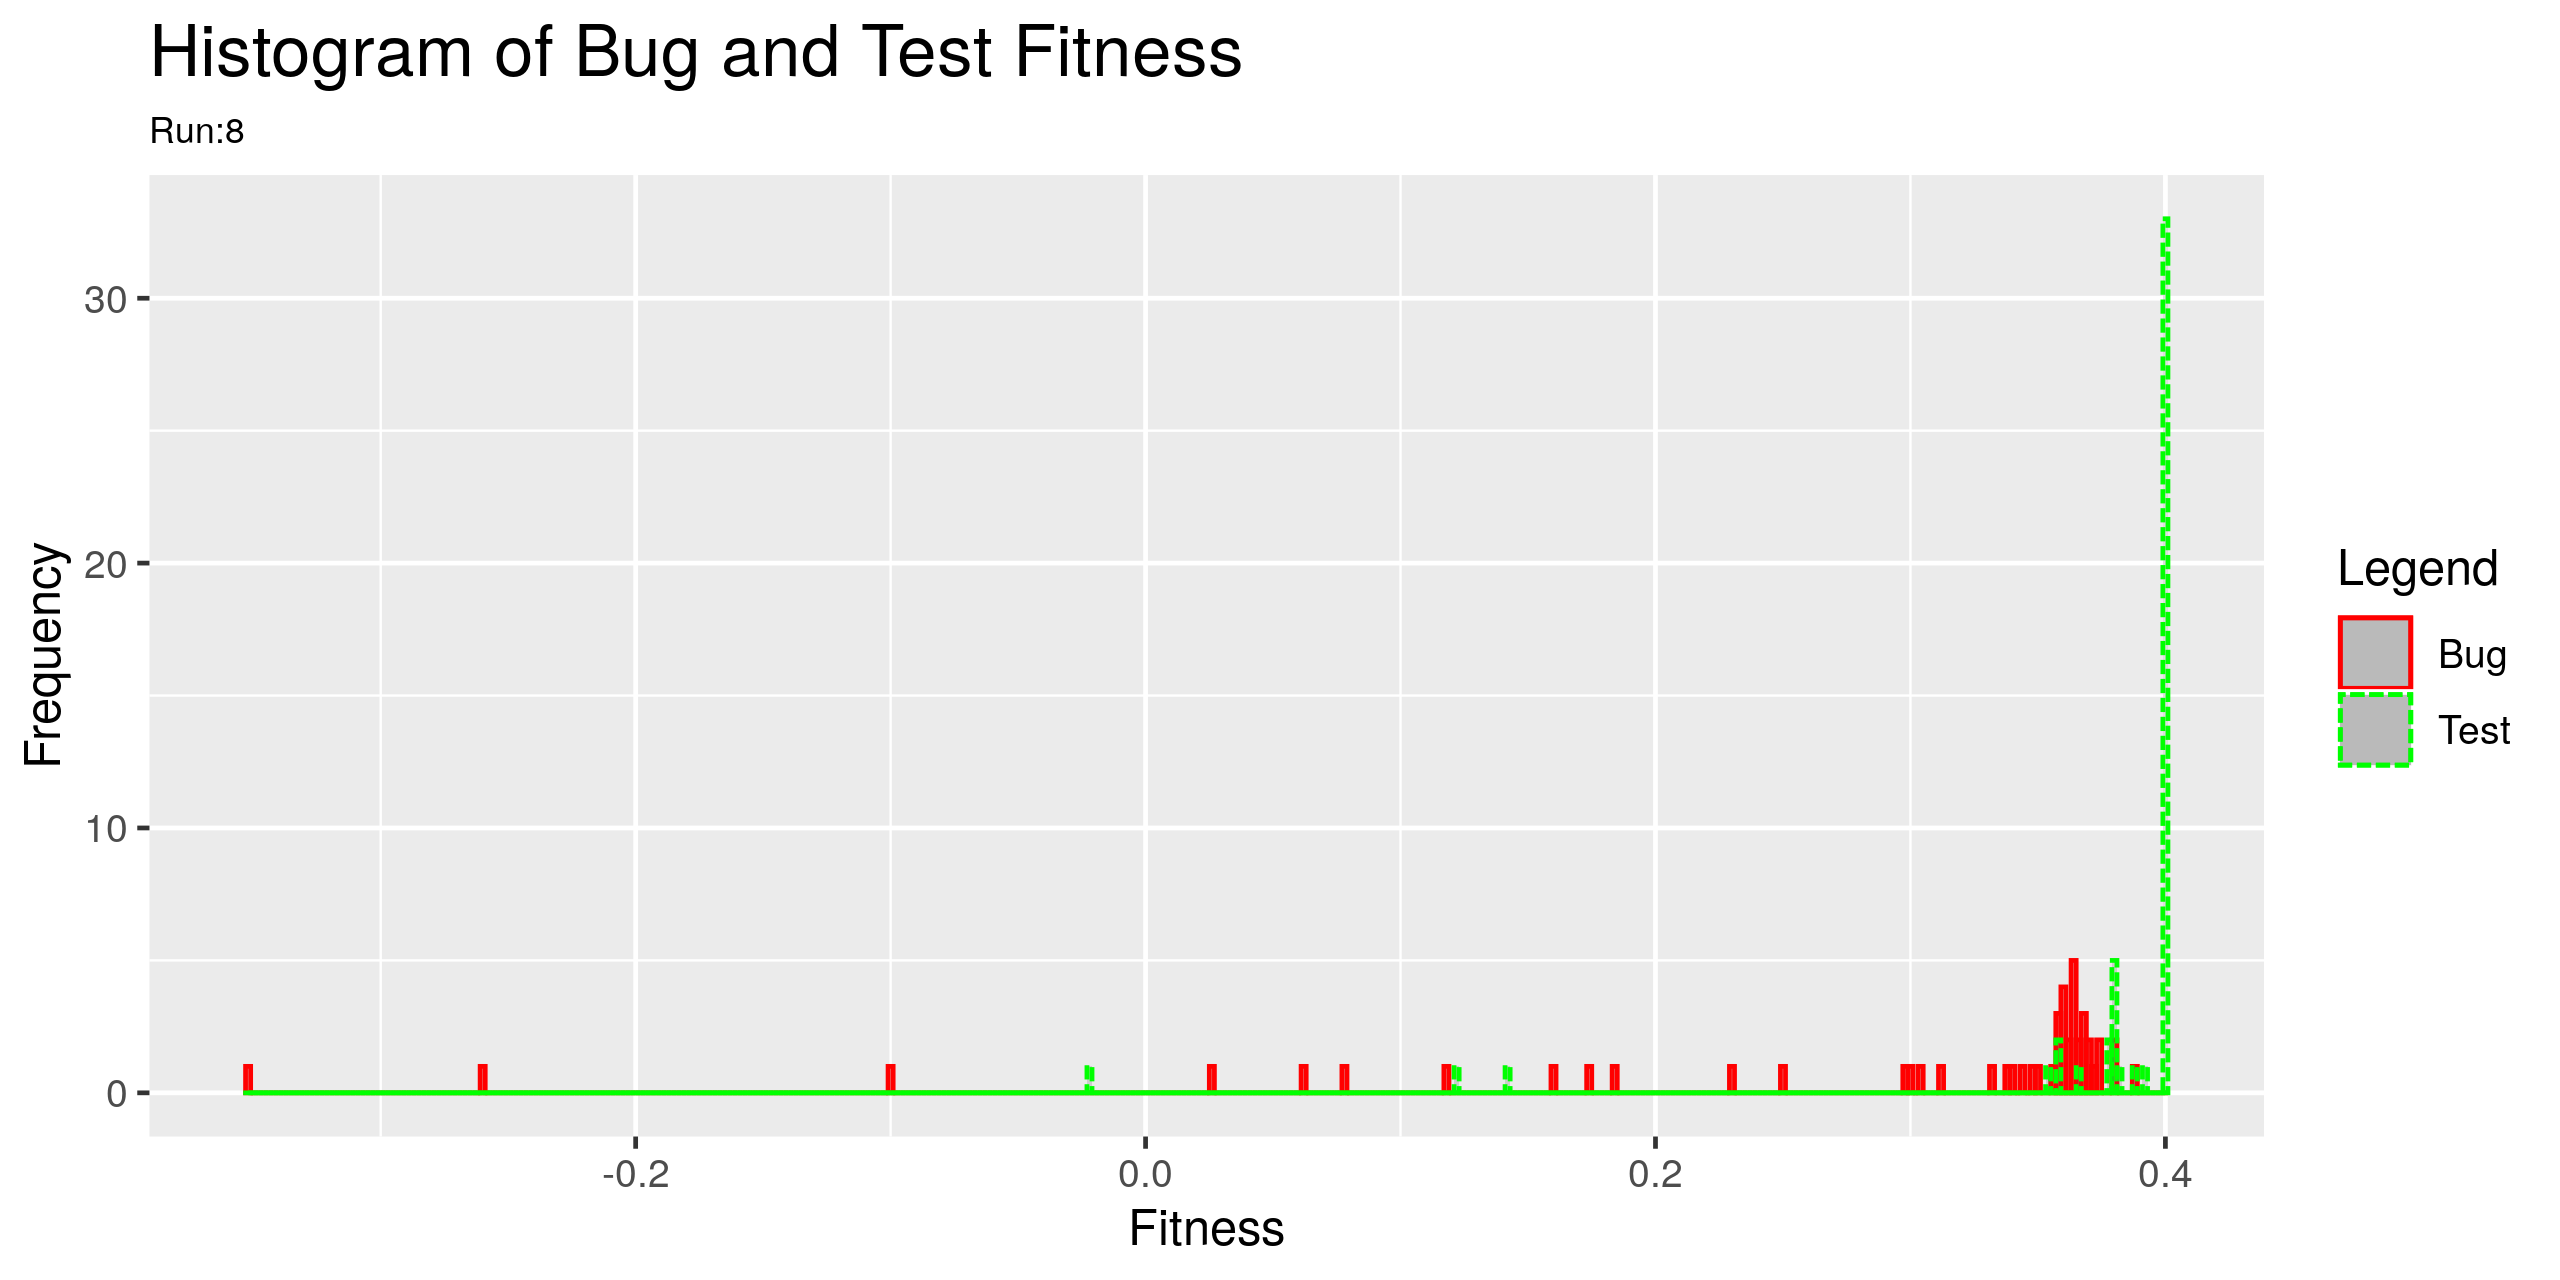 Histogram of Bug and Test Fitness
Run:8
Frequency
30
20
10
0
-0.2
0.0
0.2
0.4
Fitness
Legend
Bug
Test